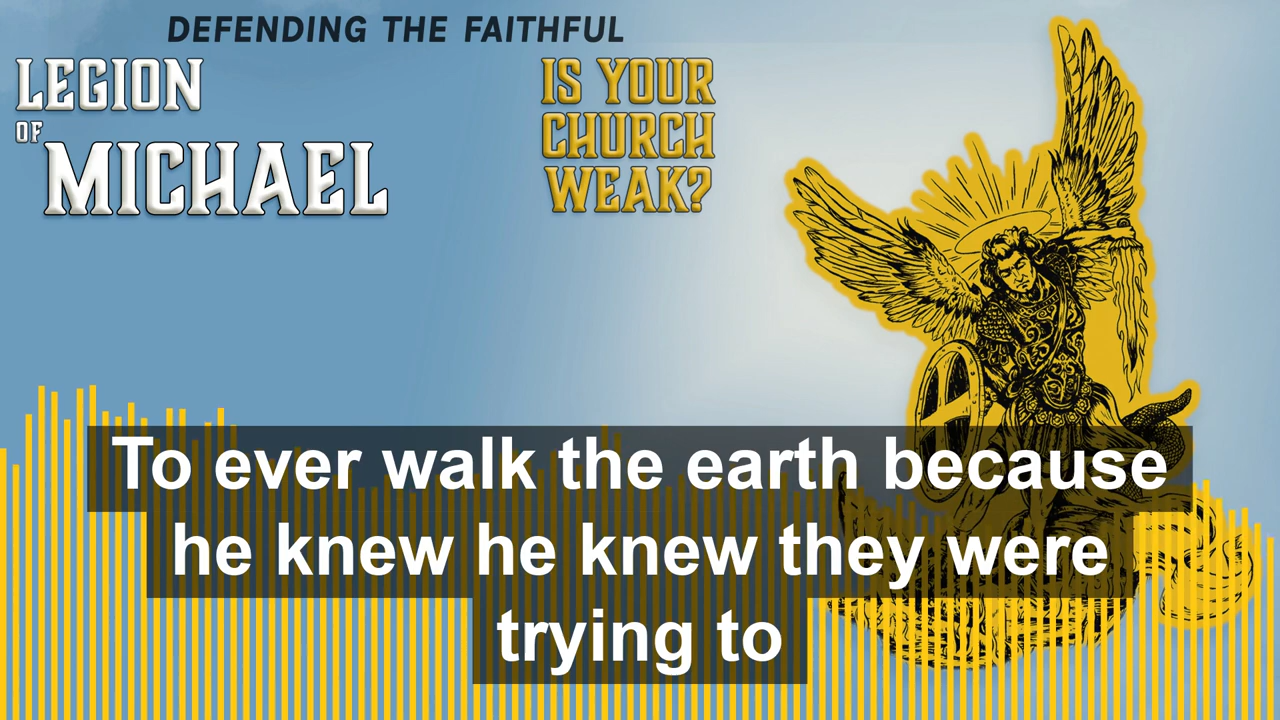 DEFENDING THE FAITHFUL
LEGION
OF
MICHAEL
IS YOUR
CHURCH
WEAK?
To ever walk the earth because
he knew he knew they were
trying to